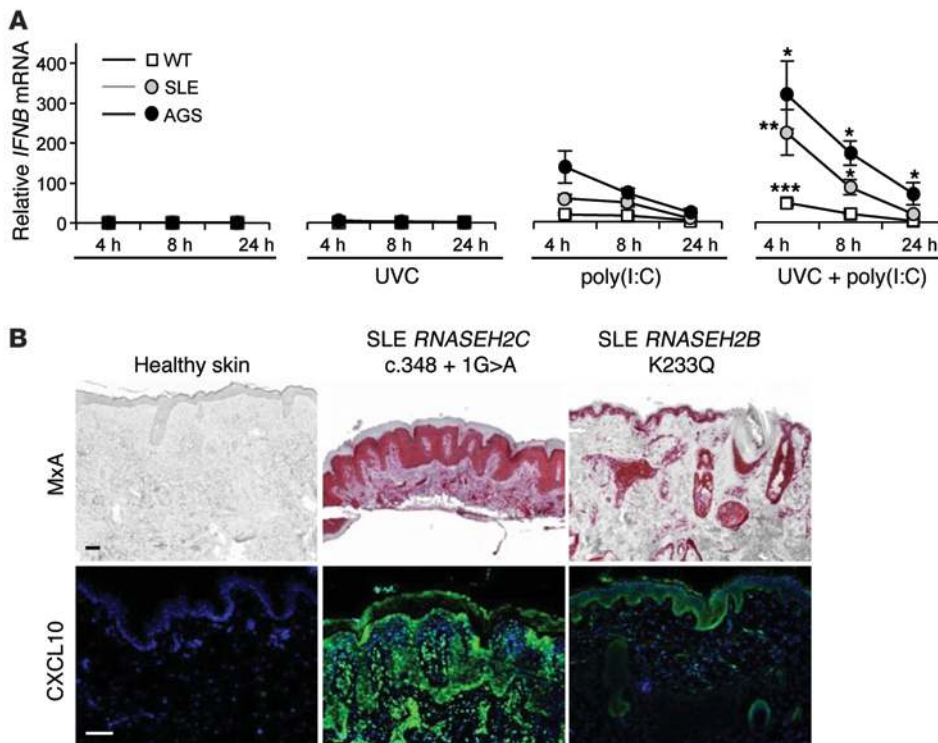 A
Relative IFNB mRNA
400
300
200
100
0
WT
SLE
AGS
4 h 8 h 24 h
4 h 8 h 24 h
UVC
4 h 8 h 24 h
poly(I:C)
* ** *** * * *
4 h 8 h 24 h
UVC + poly(I:C)
B
Healthy skin
SLE RNASEH2C
c.348 + 1G>A
SLE RNASEH2B
K233Q
MxA
CXCL10